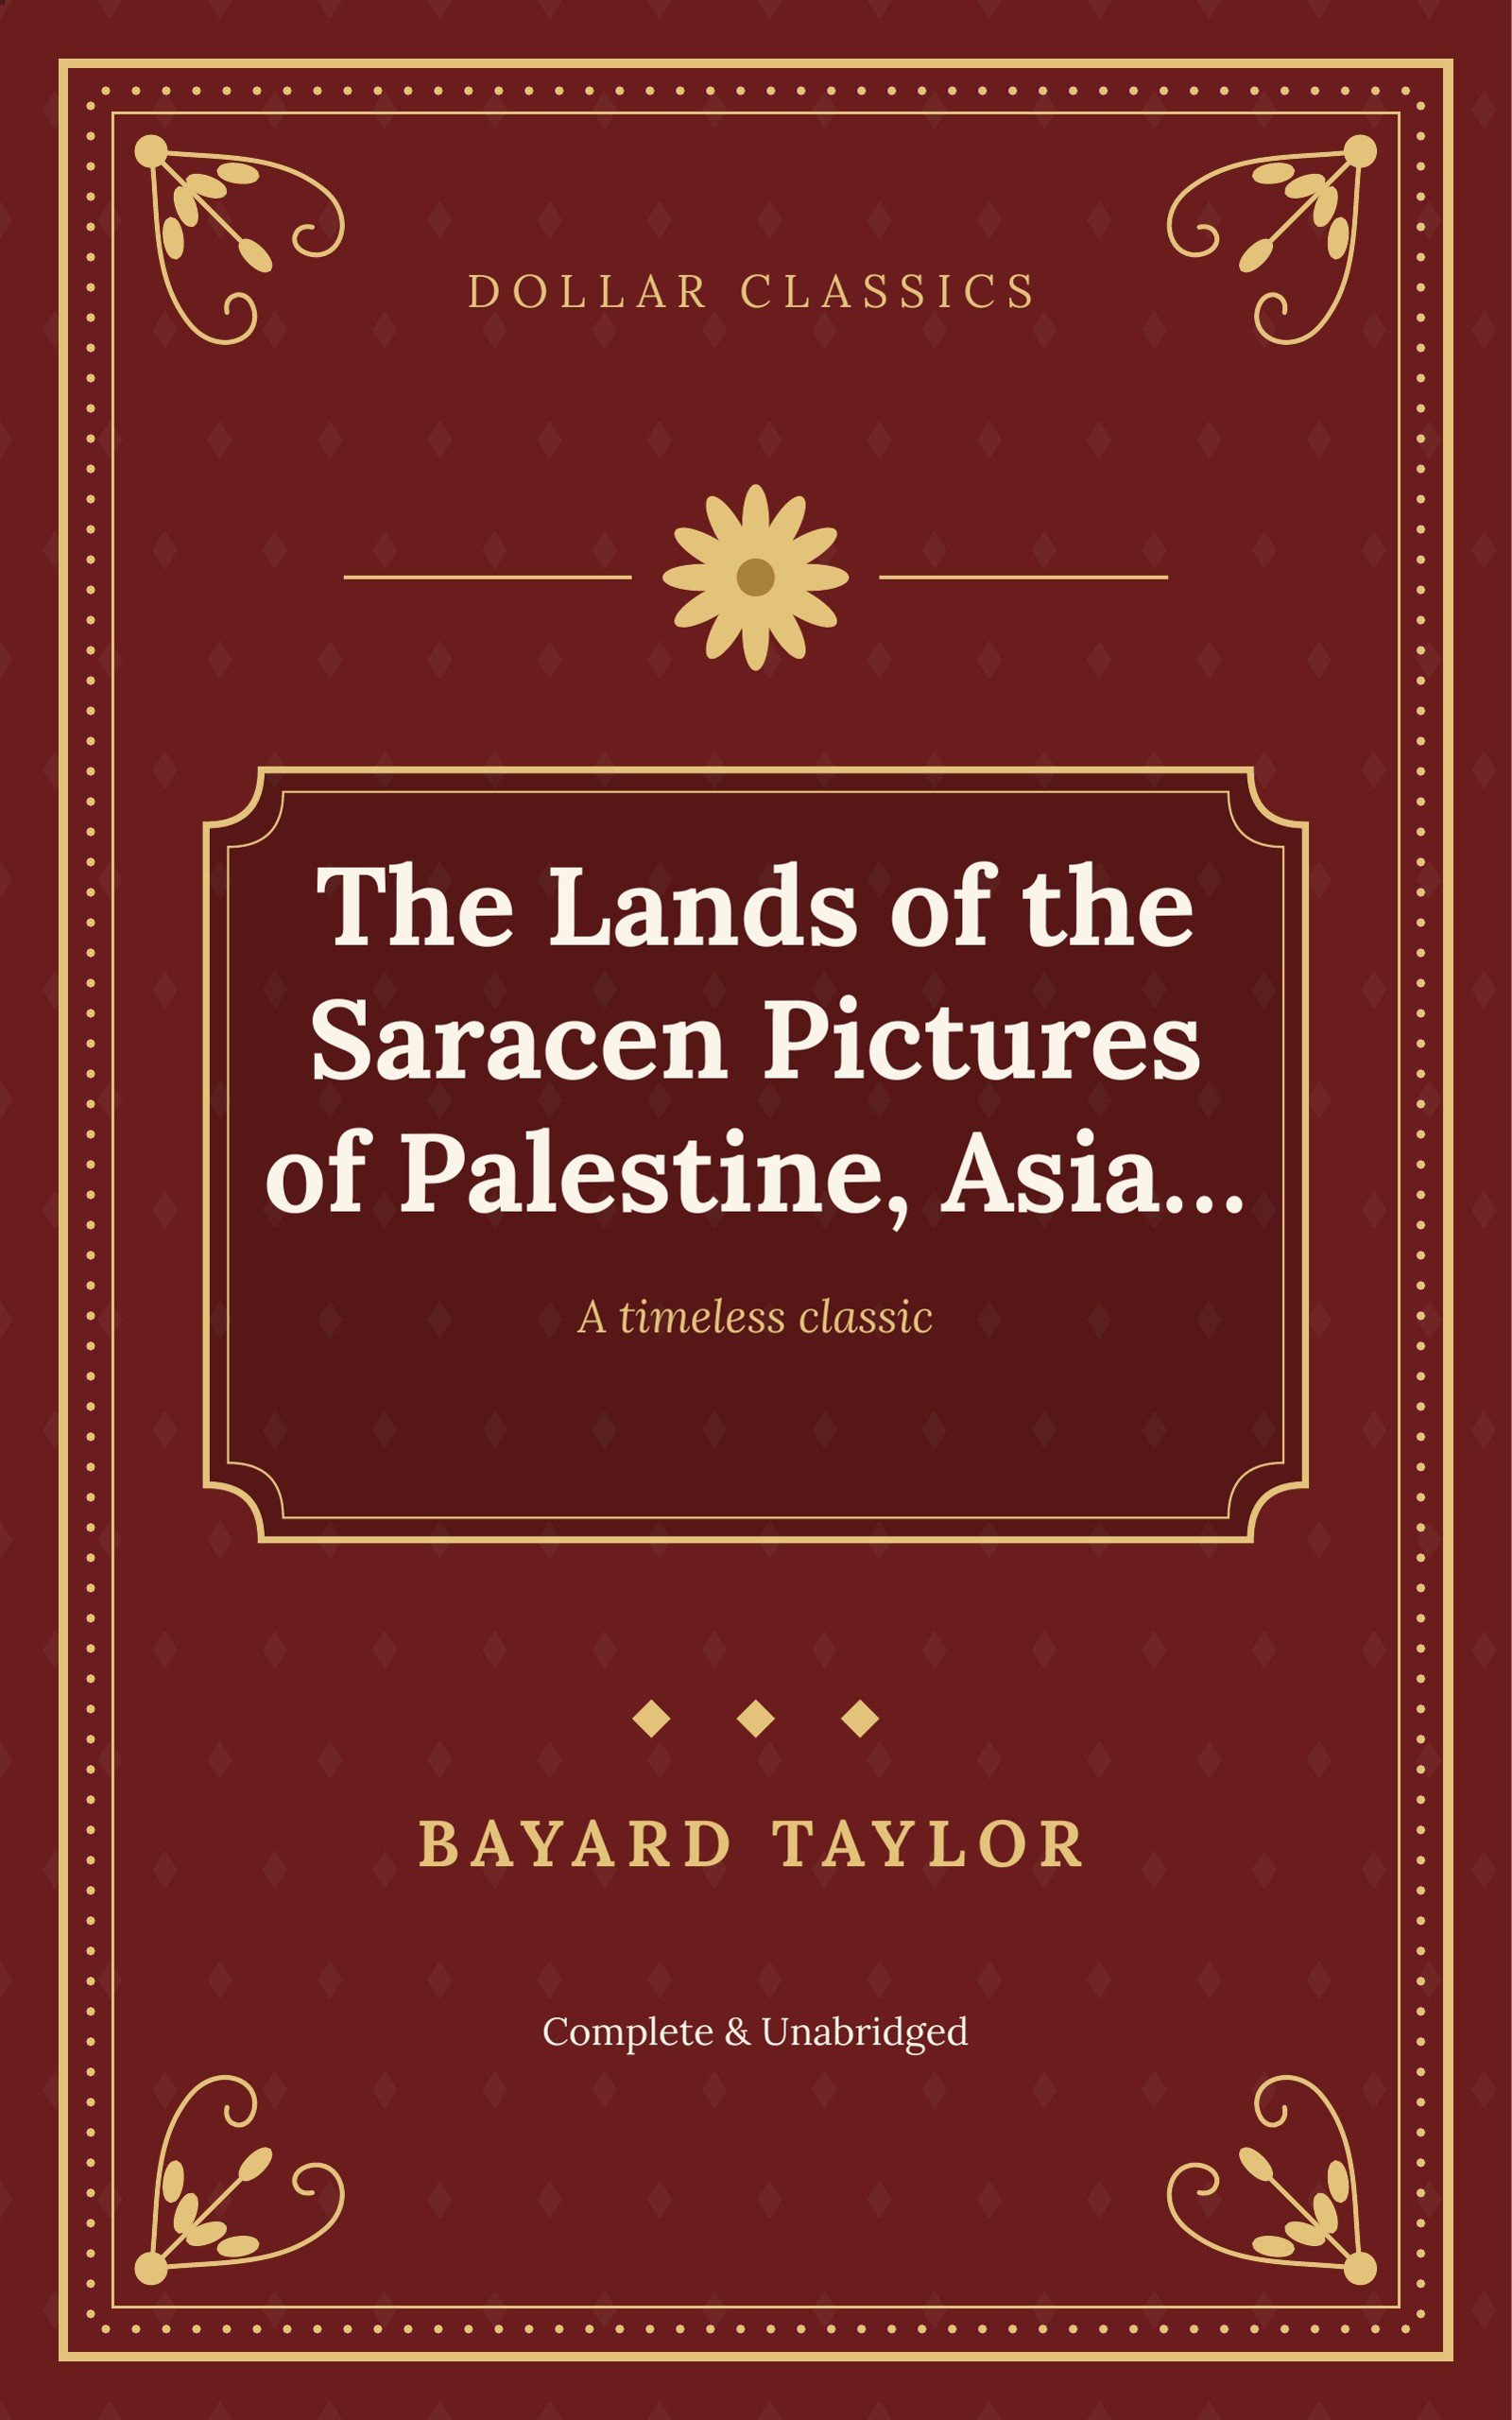 DOLLAR CLASSICS
The Lands of the
Saracen Pictures
of Palestine, Asia...
A timeless classic
BAYARD TAYLOR
Complete & Unabridged